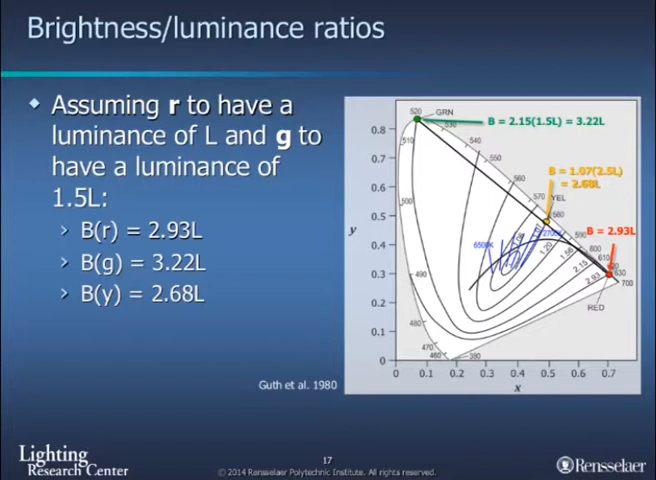 Brightness/luminance ratios
Assuming r to have a
luminance of L and g to
have a luminance of
1.5L:
B(r) = 2.93L
B(g) = 3.22L
B(y) = 2.68L
Guth et al. 1980
520
GRN
B = 2.15(1.5L) = 3.22L
530
510
540
550
B = 1.07(2.5L)
= 2.68L
560
570
YEL
500
580
B = 2.93L
6500K
590
600
1.20
1.56
610
2.15
630
2.93
700
490
RED
480
470
460
380
0.8
0.7
0.6
0.5
y
0.4
0.3
0.2
0.1
0
0 0.1 0.2 0.3 0.4 0.5 0.6 0.7
x
Lighting
Research Center
17
© 2014 Rensselaer Polytechnic Institute. All rights reserved.
Rensselaer